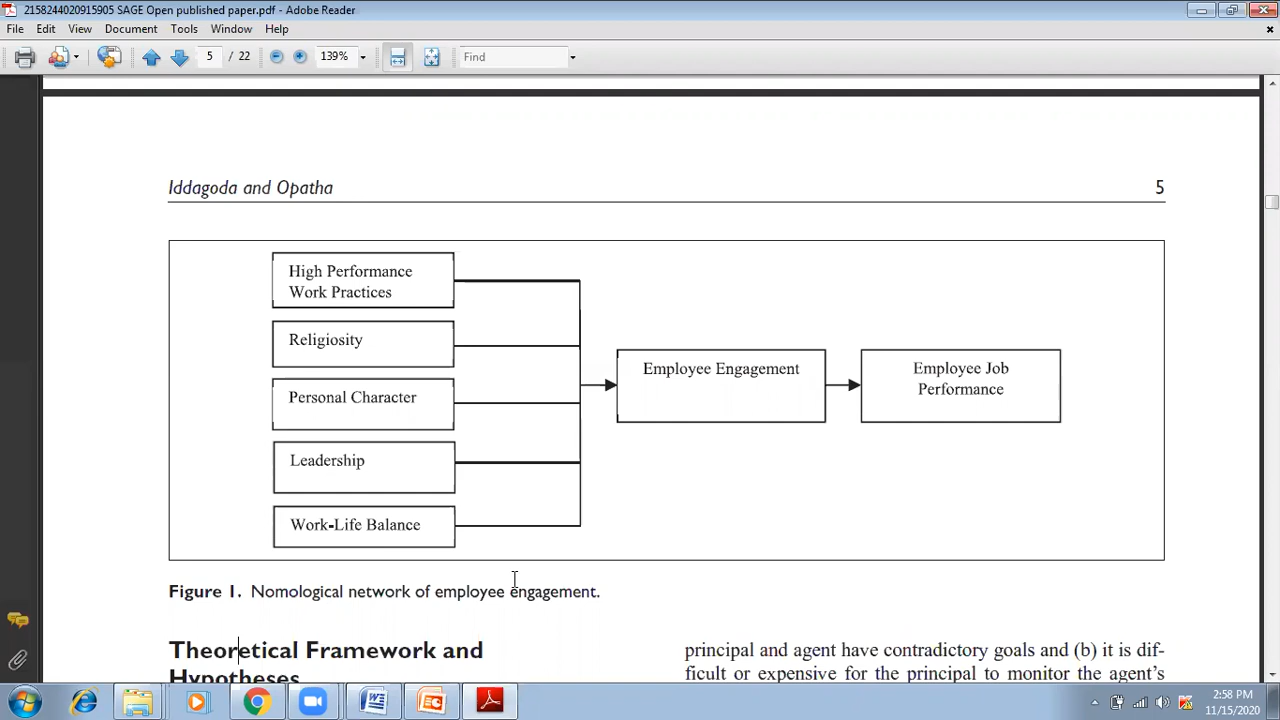 2158244020915905 SAGE Open published paper.pdf - Adobe Reader
File Edit View Document Tools Window Help
5 / 22 139% Find
Iddagoda and Opatha 5
High Performance
Work Practices
Religiosity
Personal Character
Leadership
Work-Life Balance
Employee Engagement
Employee Job
Performance
Figure 1. Nomological network of employee engagement.
Theoretical Framework and
Hypotheses
principal and agent have contradictory goals and (b) it is dif-
ficult or expensive for the principal to monitor the agent's
2:58 PM
11/15/2020